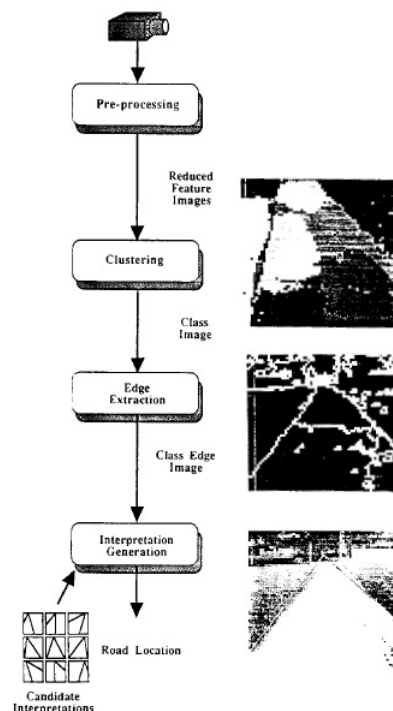 Pre-processing
Reduced
Feature
Images
Clustering
Class
Image
Edge
Extraction
Class Edge
Image
Interpretation
Generation
Road Location
Candidate
Interpretations